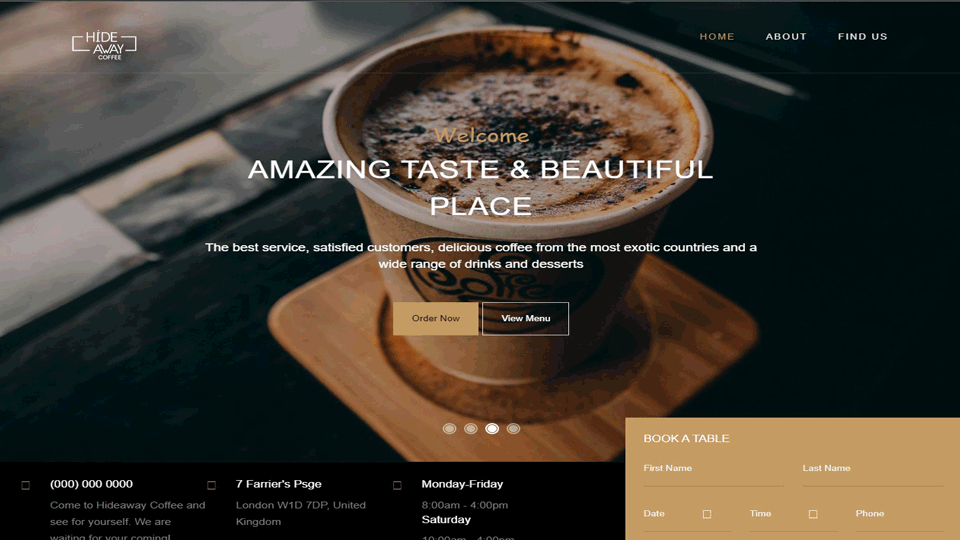 HIDE
AWAY
COFFEE
HOME ABOUT FIND US
Welcome
AMAZING TASTE & BEAUTIFUL
PLACE
The best service, satisfied customers, delicious coffee from the most exotic countries and a
wide range of drinks and desserts
Order Now
View Menu
BOOK A TABLE
First Name
Last Name
Date
Time
Phone
(000) 000 0000
Come to Hideaway Coffee and
see for yourself. We are
waiting for your coming!
7 Farrier's Psge
London W1D 7DP, United
Kingdom
Monday-Friday
8:00am - 4:00pm
Saturday
10:00am - 4:00pm